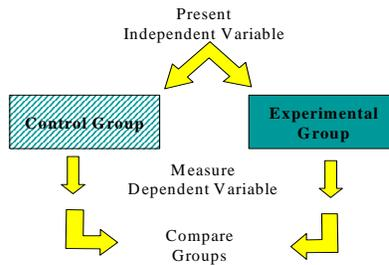 Present
Independent Variable
Control Group
Experimental
Group
Measure
Dependent Variable
Compare
Groups